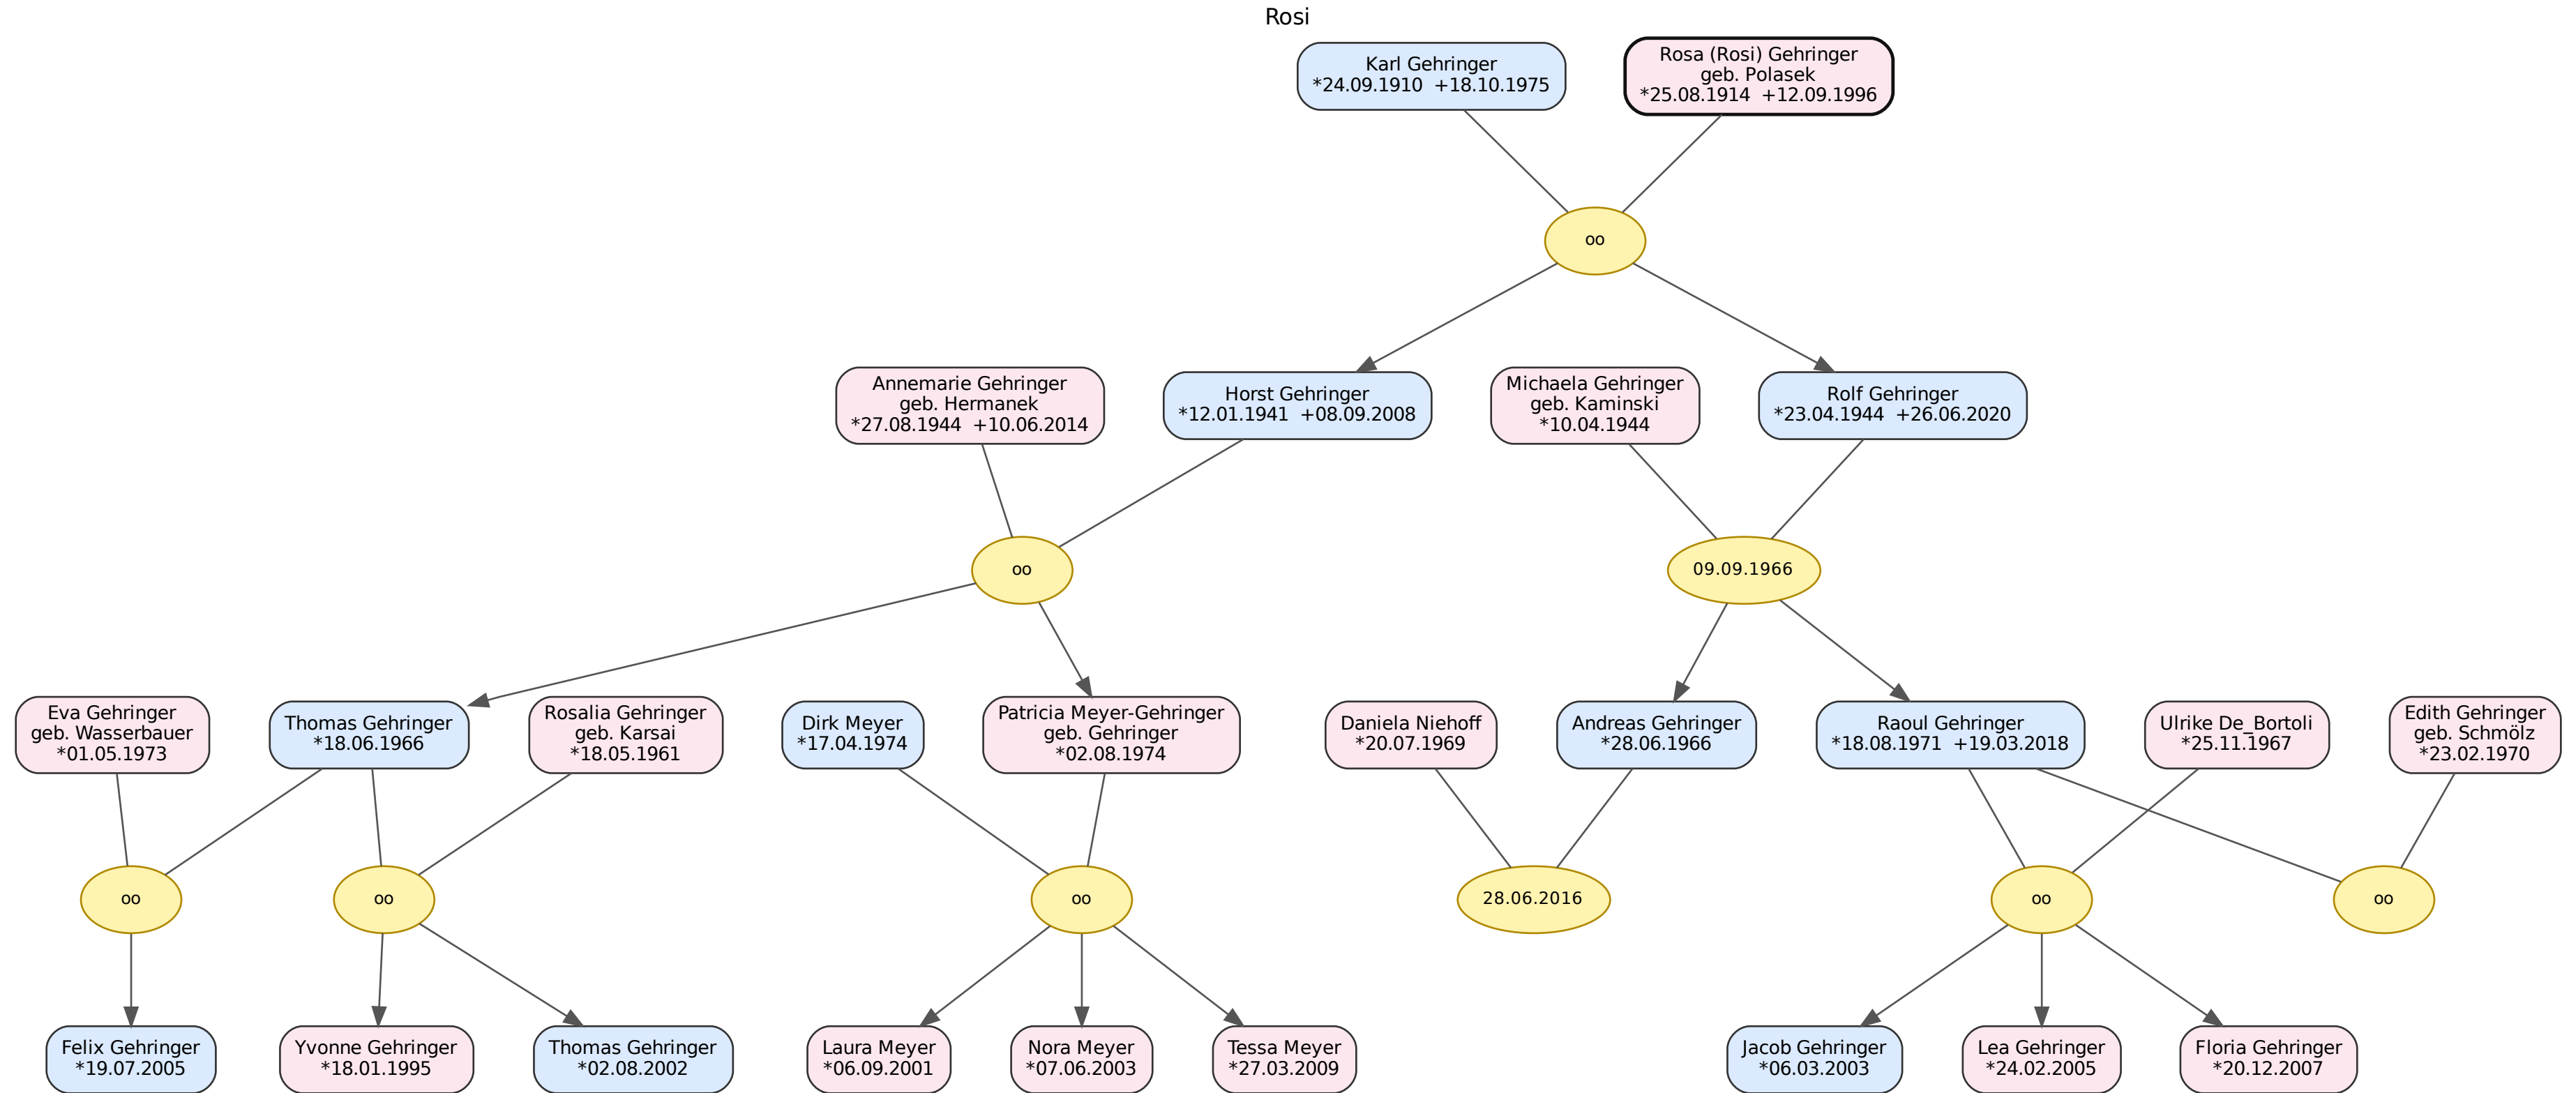 Rosi
Karl Gehringer
*24.09.1910  +18.10.1975
Rosa (Rosi) Gehringer
geb. Polasek
*25.08.1914  +12.09.1996
oo
Annemarie Gehringer
geb. Hermanek
*27.08.1944  +10.06.2014
Horst Gehringer
*12.01.1941  +08.09.2008
Michaela Gehringer
geb. Kaminski
*10.04.1944
Rolf Gehringer
*23.04.1944  +26.06.2020
oo
09.09.1966
Eva Gehringer
geb. Wasserbauer
*01.05.1973
Thomas Gehringer
*18.06.1966
Rosalia Gehringer
geb. Karsai
*18.05.1961
Dirk Meyer
*17.04.1974
Patricia Meyer-Gehringer
geb. Gehringer
*02.08.1974
Daniela Niehoff
*20.07.1969
Andreas Gehringer
*28.06.1966
Raoul Gehringer
*18.08.1971  +19.03.2018
Ulrike De_Bortoli
*25.11.1967
Edith Gehringer
geb. Schmölz
*23.02.1970
oo
oo
oo
28.06.2016
oo
oo
Felix Gehringer
*19.07.2005
Yvonne Gehringer
*18.01.1995
Thomas Gehringer
*02.08.2002
Laura Meyer
*06.09.2001
Nora Meyer
*07.06.2003
Tessa Meyer
*27.03.2009
Jacob Gehringer
*06.03.2003
Lea Gehringer
*24.02.2005
Floria Gehringer
*20.12.2007